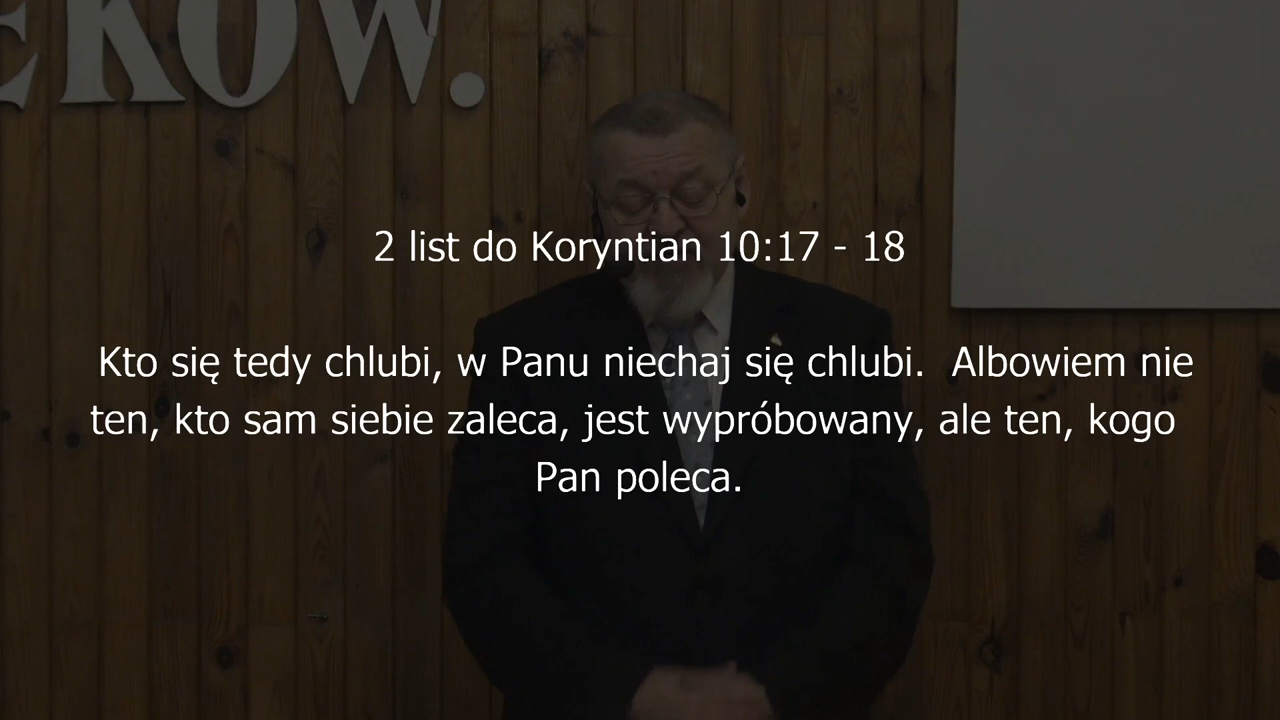 EKÓW.
2 list do Koryntian 10:17 - 18
Kto się tedy chlubi, w Panu niechaj się chlubi.  Albowiem nie
ten, kto sam siebie zaleca, jest wypróbowany, ale ten, kogo
Pan poleca.